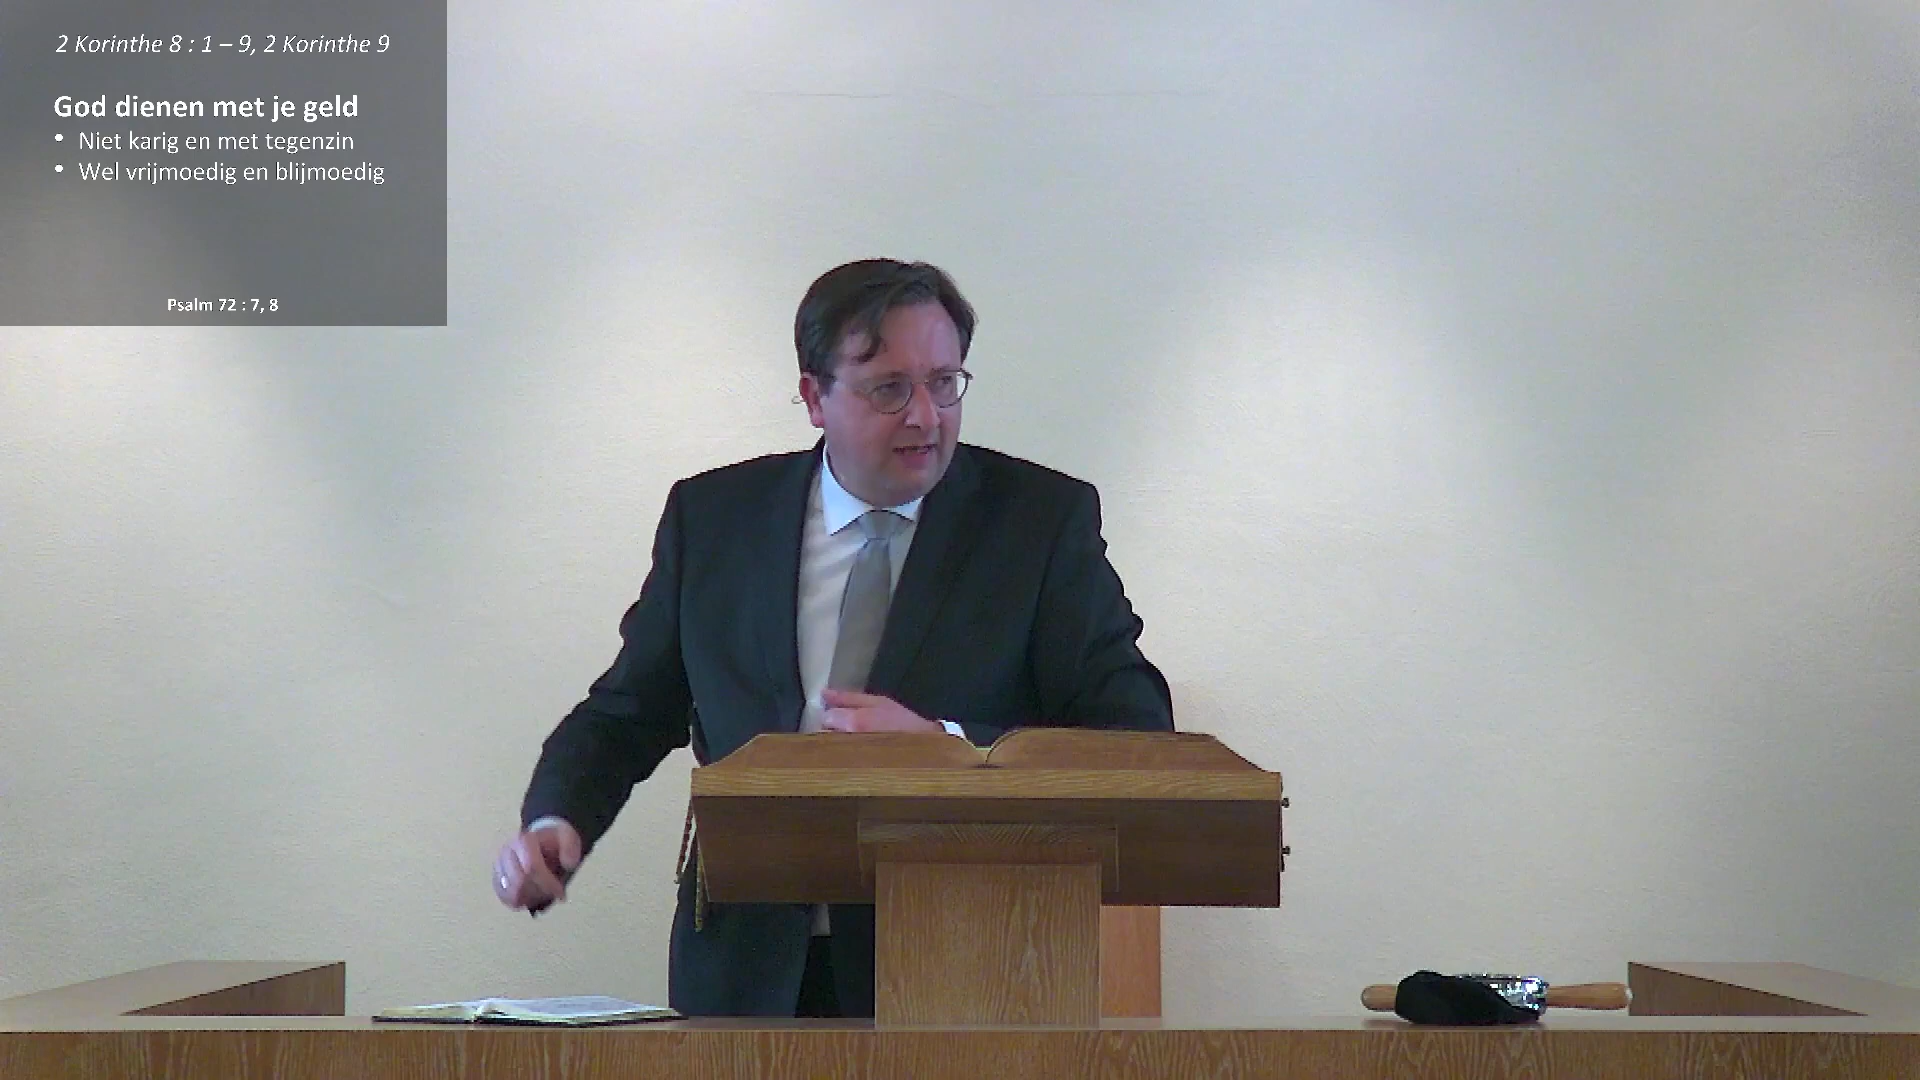 2 Korinthe 8 : 1 – 9, 2 Korinthe 9
God dienen met je geld
• Niet karig en met tegenzin
• Wel vrijmoedig en blijmoedig
Psalm 72 : 7, 8